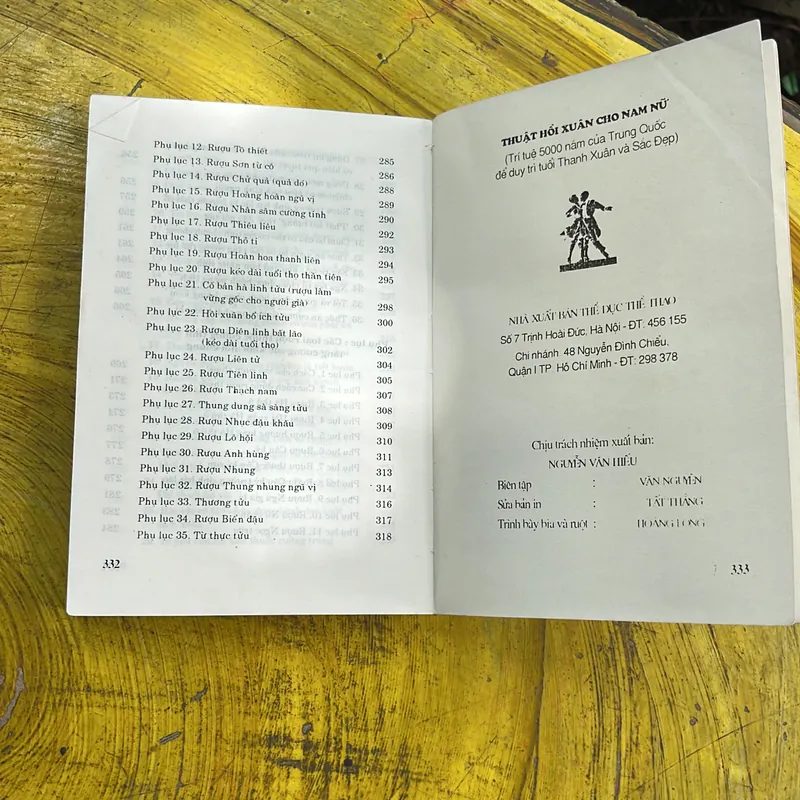 Phụ lục 12. Rượu Tô thiết 285
Phụ lục 13. Rượu Sơn từ cô 286
Phụ lục 14. Rượu Chử quả (quả dó) 288
Phụ lục 15. Rượu Hoàng hoàn ngũ vị 289
Phụ lục 16. Rượu Nhân sâm cường tinh 290
Phụ lục 17. Rượu Thiêu liễu 292
Phụ lục 18. Rượu Thỏ ti 293
Phụ lục 19. Rượu Hoàn hoa thanh liên 294
Phụ lục 20. Rượu kéo dài tuổi thọ thần tiên 295
Phụ lục 21. Cố bản hà linh tửu (rượu làm
vững gốc cho người già) 298
Phụ lục 22. Hồi xuân bổ ích tửu 300
Phụ lục 23. Rượu Diên linh bất lão
(kéo dài tuổi thọ) 302
Phụ lục 24. Rượu Liên tử 304
Phụ lục 25. Rượu Tiên linh 305
Phụ lục 26. Rượu Thạch nam 307
Phụ lục 27. Thung dung sà sàng tửu 308
Phụ lục 28. Rượu Nhục đậu khấu 309
Phụ lục 29. Rượu Lô hội 310
Phụ lục 30. Rượu Anh hùng 311
Phụ lục 31. Rượu Nhung 313
Phụ lục 32. Rượu Thung nhung ngũ vị 314
Phụ lục 33. Thương tửu 316
Phụ lục 34. Rượu Biển đậu 317
Phụ lục 35. Từ thực tửu 318
332
THUẬT HỒI XUÂN CHO NAM NỮ
(Trí tuệ 5000 năm của Trung Quốc
để duy trì tuổi Thanh Xuân và Sắc Đẹp)
NHÀ XUẤT BẢN THỂ DỤC THỂ THAO
Số 7 Trịnh Hoài Đức, Hà Nội - ĐT: 456 155
Chi nhánh 48 Nguyễn Đình Chiểu,
Quận I TP Hồ Chí Minh - ĐT: 298 378
Chịu trách nhiệm xuất bản:
NGUYỄN VĂN HIẾU
Biên tập : VĂN NGUYÊN
Sửa bản in : TẤT THẮNG
Trình bày bìa và ruột : HOÀNG LONG
333